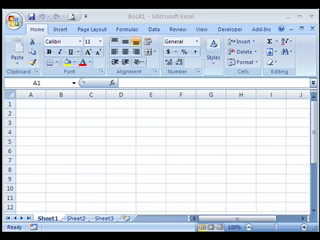 Book1 - Microsoft Excel
Home Insert Page Layout Formulas Data Review View Add-Ins
Calibri 11 General Insert
Paste Styles Delete Editing
Format
Clipboard Font Alignment Number Cells
A1 fx
A B C D E F G H I J
1
2
3
4
5
6
7
8
9
10
11
12
Sheet1 Sheet2 Sheet3
Ready 100%